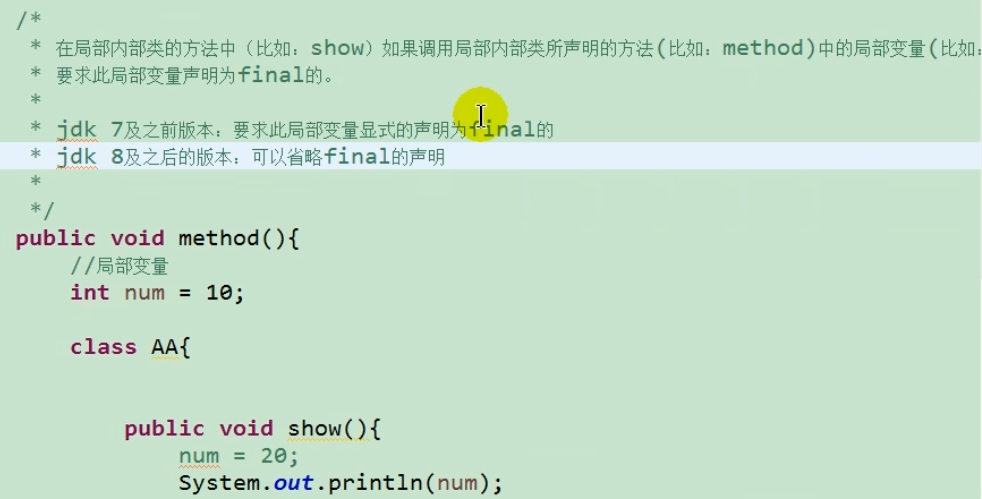 /*
* 在局部内部类的方法中（比如：show）如果调用局部内部类所声明的方法(比如：method)中的局部变量(比如：
* 要求此局部变量声明为final的。
*
* jdk 7及之前版本：要求此局部变量显式的声明为final的
* jdk 8及之后的版本：可以省略final的声明
*
*/
public void method(){
//局部变量
int num = 10;
class AA{
public void show(){
num = 20;
System.out.println(num);